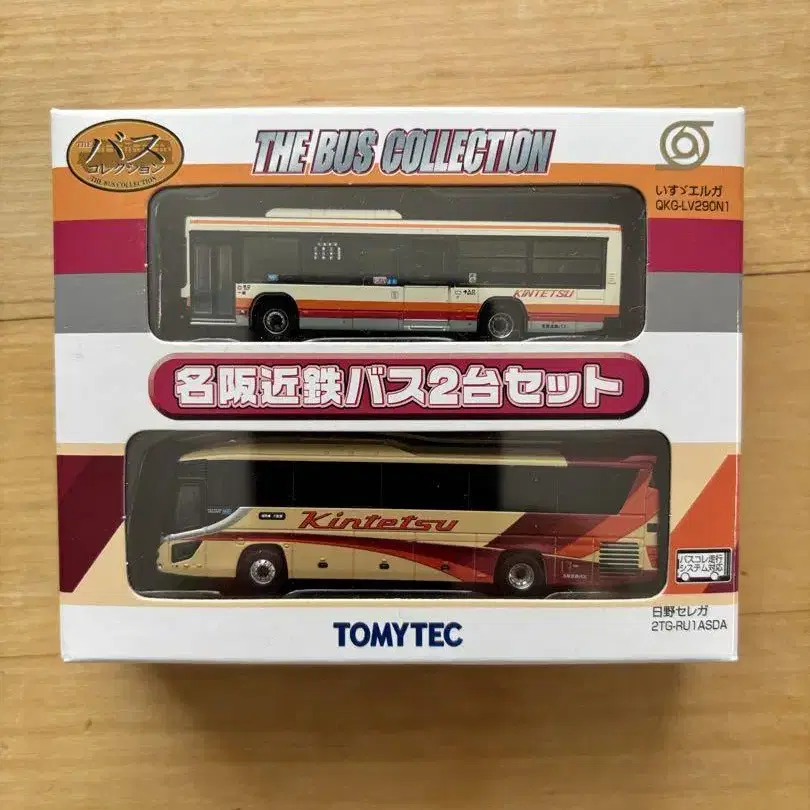 THE
バス
コレクション
THE BUS COLLECTION
THE BUS COLLECTION
いすゞエルガ
QKG-LV290N1
KINTETSU
名阪近鉄バス2台セット
Kintetsu
バスコレ走行
システム対応
日野セレガ
2TG-RU1ASDA
TOMYTEC